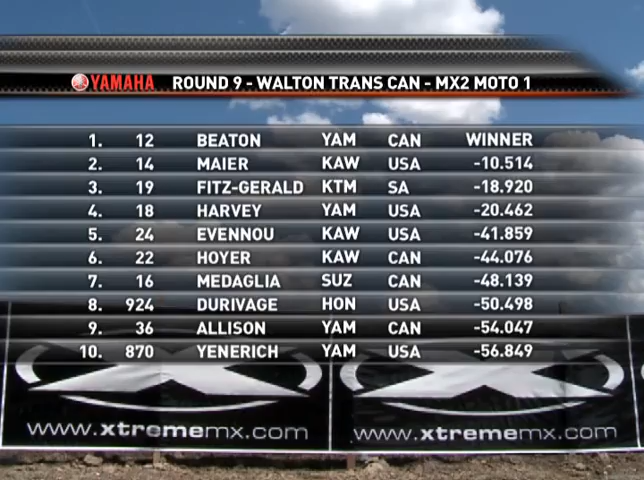 YAMAHA ROUND 9 - WALTON TRANS CAN - MX2 MOTO 1
1. 12 BEATON YAM CAN WINNER
2. 14 MAIER KAW USA -10.514
3. 19 FITZ-GERALD KTM SA -18.920
4. 18 HARVEY YAM USA -20.462
5. 24 EVENNOU KAW USA -41.859
6. 22 HOYER KAW CAN -44.076
7. 16 MEDAGLIA SUZ CAN -48.139
8. 924 DURIVAGE HON USA -50.498
9. 36 ALLISON YAM CAN -54.047
10. 870 YENERICH YAM USA -56.849
www.xtrememx.com www.xtrememx.com